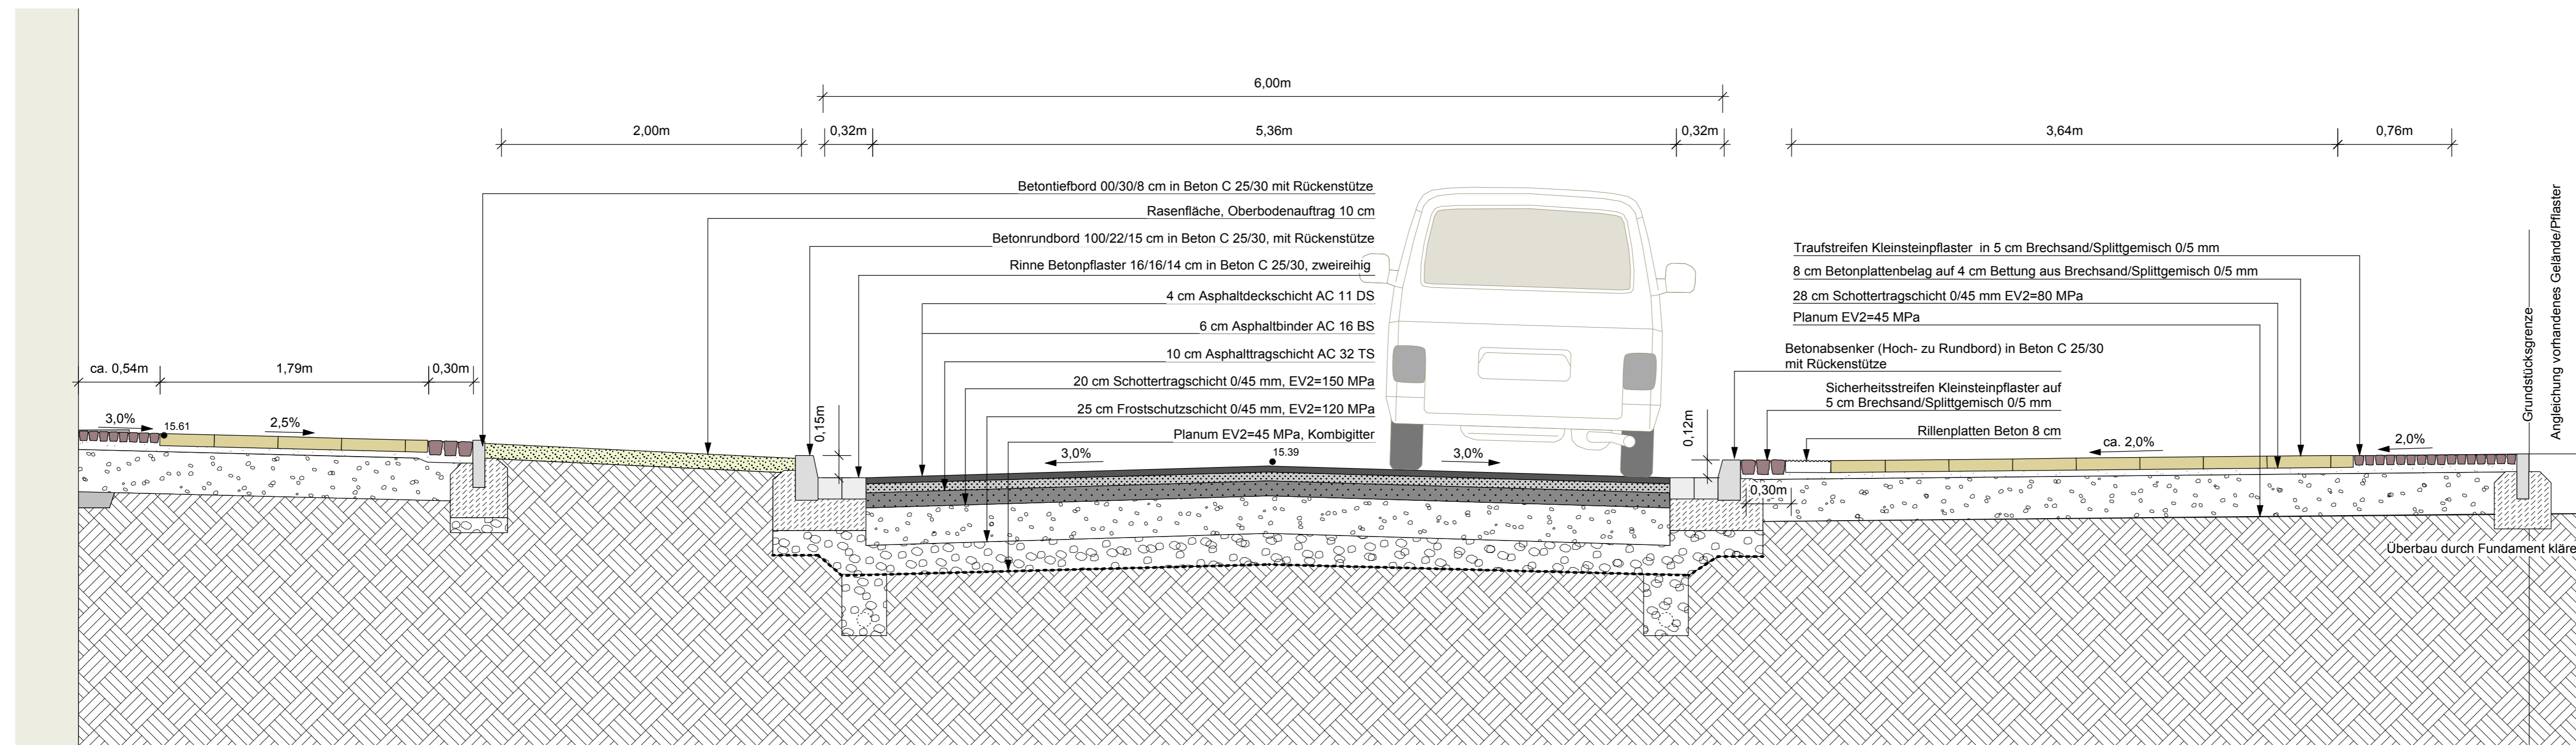 6,00m
2,00m
0,32m
5,36m
0,32m
3,64m
0,76m
Betontiefbord 00/30/8 cm in Beton C 25/30 mit Rückenstütze
Rasenfläche, Oberbodenauftrag 10 cm
Betonrundbord 100/22/15 cm in Beton C 25/30, mit Rückenstütze
Rinne Betonpflaster 16/16/14 cm in Beton C 25/30, zweireihig
4 cm Asphaltdeckschicht AC 11 DS
6 cm Asphaltbinder AC 16 BS
10 cm Asphalttragschicht AC 32 TS
20 cm Schottertragschicht 0/45 mm, EV2=150 MPa
25 cm Frostschutzschicht 0/45 mm, EV2=120 MPa
Planum EV2=45 MPa, Kombigitter
Traufstreifen Kleinsteinpflaster in 5 cm Brechsand/Splittgemisch 0/5 mm
8 cm Betonplattenbelag auf 4 cm Bettung aus Brechsand/Splittgemisch 0/5 mm
28 cm Schottertragschicht 0/45 mm EV2=80 MPa
Planum EV2=45 MPa
Betonabsenker (Hoch- zu Rundbord) in Beton C 25/30
mit Rückenstütze
Sicherheitsstreifen Kleinsteinpflaster auf
5 cm Brechsand/Splittgemisch 0/5 mm
Rillenplatten Beton 8 cm
ca. 0,54m
1,79m
0,30m
3,0%
15.61
2,5%
0,15m
3,0%
15.39
3,0%
0,12m
0,30m
ca. 2,0%
2,0%
Grundstücksgrenze
Angleichung vorhandenes Gelände/Pflaster
Überbau durch Fundament kläre